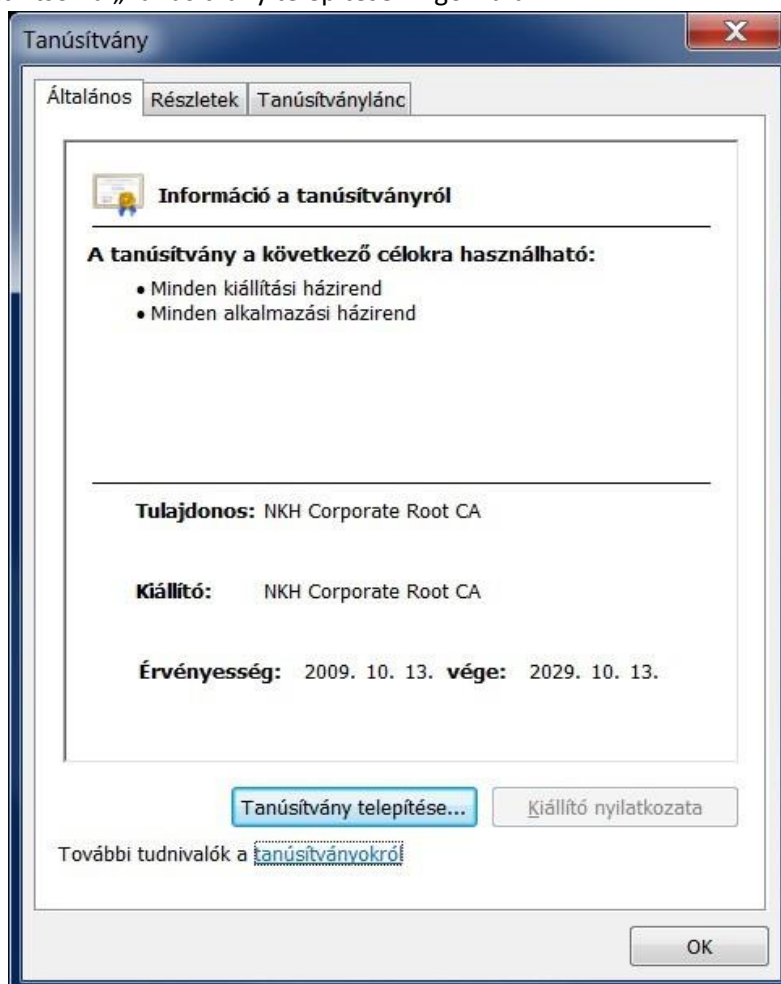 Tanúsítvány
Általános Részletek Tanúsítványlánc
Információ a tanúsítványról
A tanúsítvány a következő célokra használható:
• Minden kiállítási házirend
• Minden alkalmazási házirend
Tulajdonos: NKH Corporate Root CA
Kiállító: NKH Corporate Root CA
Érvényesség: 2009. 10. 13. vége: 2029. 10. 13.
Tanúsítvány telepítése... Kiállító nyilatkozata
További tudnivalók a tanúsítványokról
OK